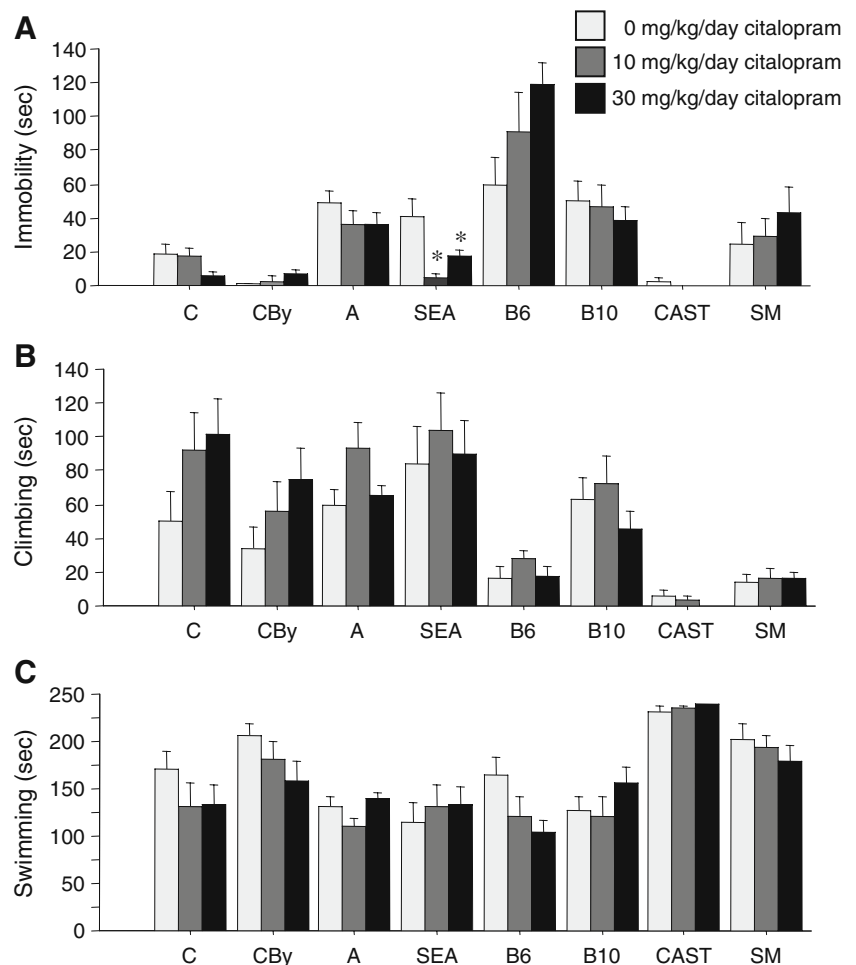 A
0 mg/kg/day citalopram
10 mg/kg/day citalopram
30 mg/kg/day citalopram
Immobility (sec)
140
120
100
80
60
40
20
0
* *
C CBy A SEA B6 B10 CAST SM
B
Climbing (sec)
140
120
100
80
60
40
20
0
C CBy A SEA B6 B10 CAST SM
C
Swimming (sec)
250
200
150
100
50
0
C CBy A SEA B6 B10 CAST SM